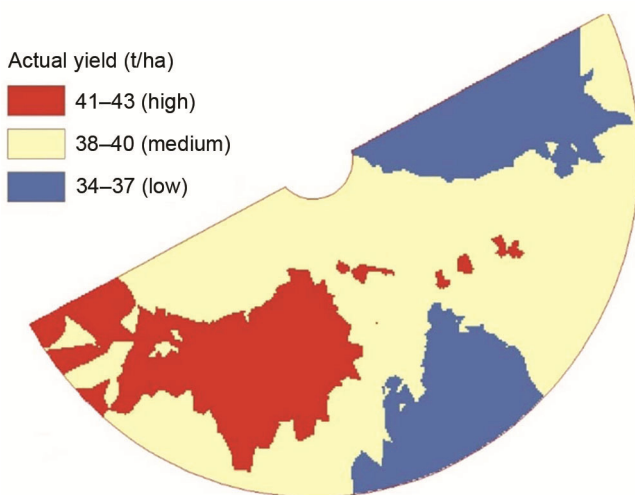 Actual yield (t/ha)
41–43 (high)
38–40 (medium)
34–37 (low)